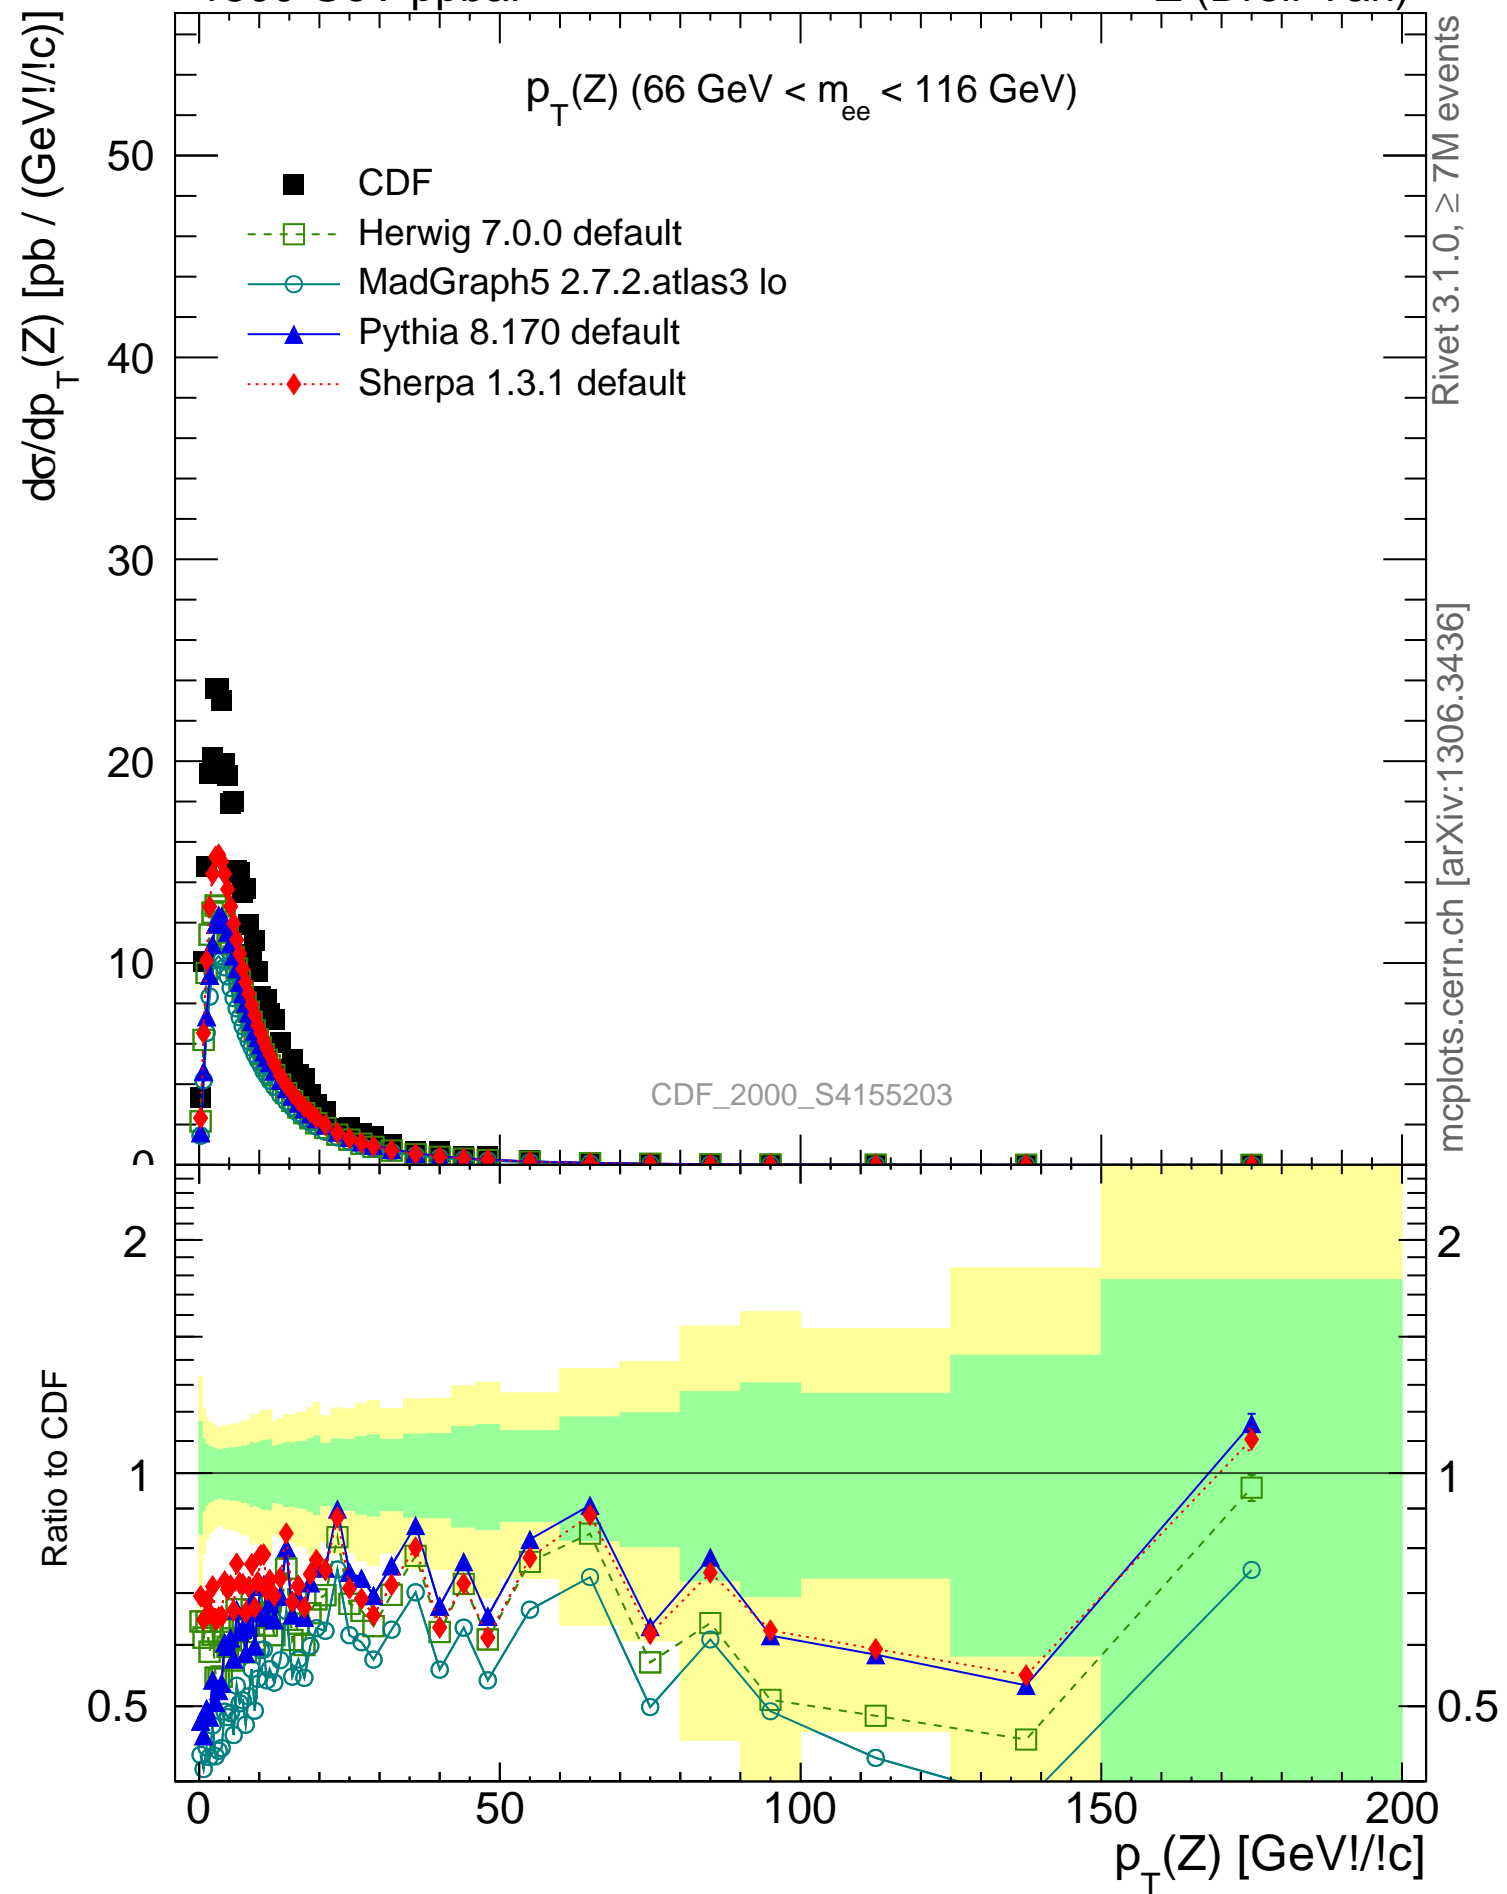 dσ/dp_T(Z) [pb / (GeV!/!c)]
p_T(Z) (66 GeV < m_ee < 116 GeV)
CDF
Herwig 7.0.0 default
MadGraph5 2.7.2.atlas3 lo
Pythia 8.170 default
Sherpa 1.3.1 default
50
40
30
20
10
0
CDF_2000_S4155203
Rivet 3.1.0, ≥ 7M events
mcplots.cern.ch [arXiv:1306.3436]
Ratio to CDF
2
1
0.5
2
1
0.5
0
50
100
150
200
p_T(Z) [GeV!/!c]